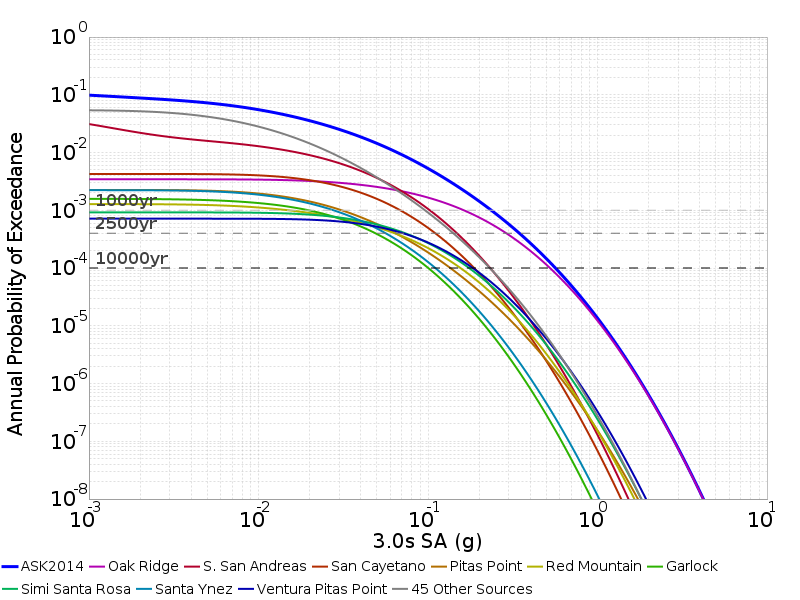 10^0
10^-1
10^-2
10^-3
10^-4
10^-5
10^-6
10^-7
10^-8
Annual Probability of Exceedance
1000yr
2500yr
10000yr
10^-3 10^-2 10^-1 10^0 10^1
3.0s SA (g)
ASK2014 Oak Ridge S. San Andreas San Cayetano Pitas Point Red Mountain Garlock
Simi Santa Rosa Santa Ynez Ventura Pitas Point 45 Other Sources